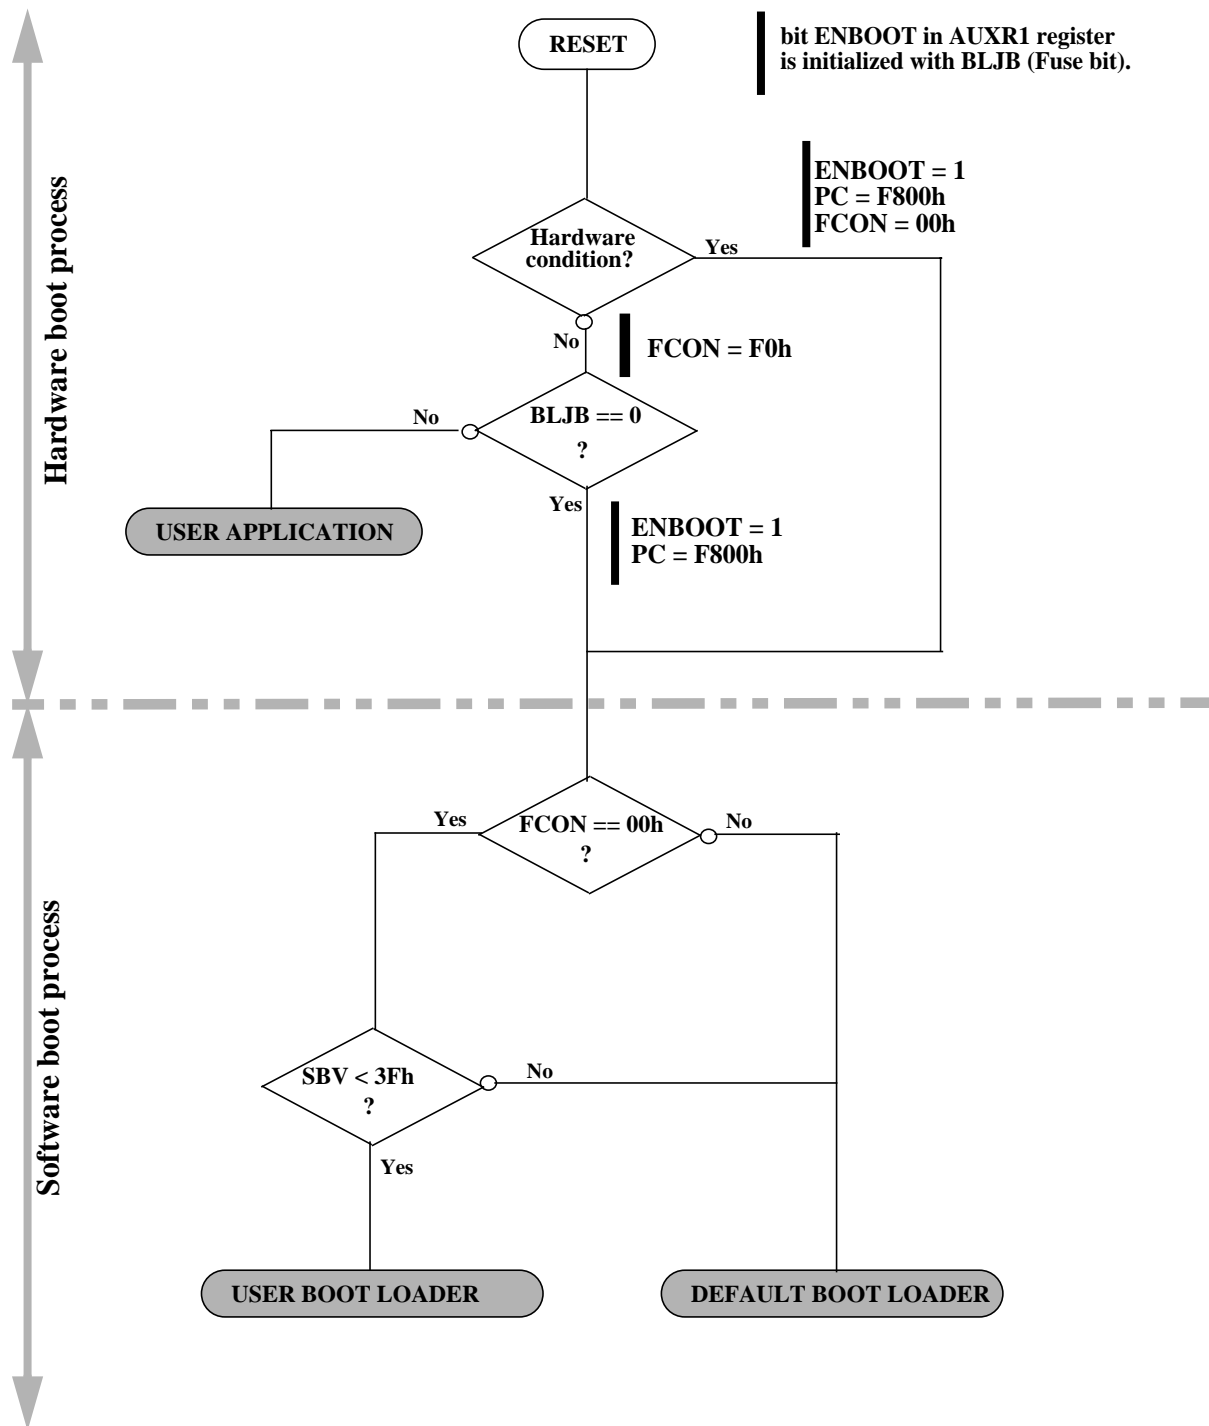 RESET
bit ENBOOT in AUXR1 register
is initialized with BLJB (Fuse bit).
ENBOOT = 1
PC = F800h
FCON = 00h
Hardware
condition?
Yes
No
FCON = F0h
Hardware boot process
BLJB == 0
?
No
Yes
USER APPLICATION
ENBOOT = 1
PC = F800h
FCON == 00h
?
Yes
No
Software boot process
SBV < 3Fh
?
No
Yes
USER BOOT LOADER
DEFAULT BOOT LOADER